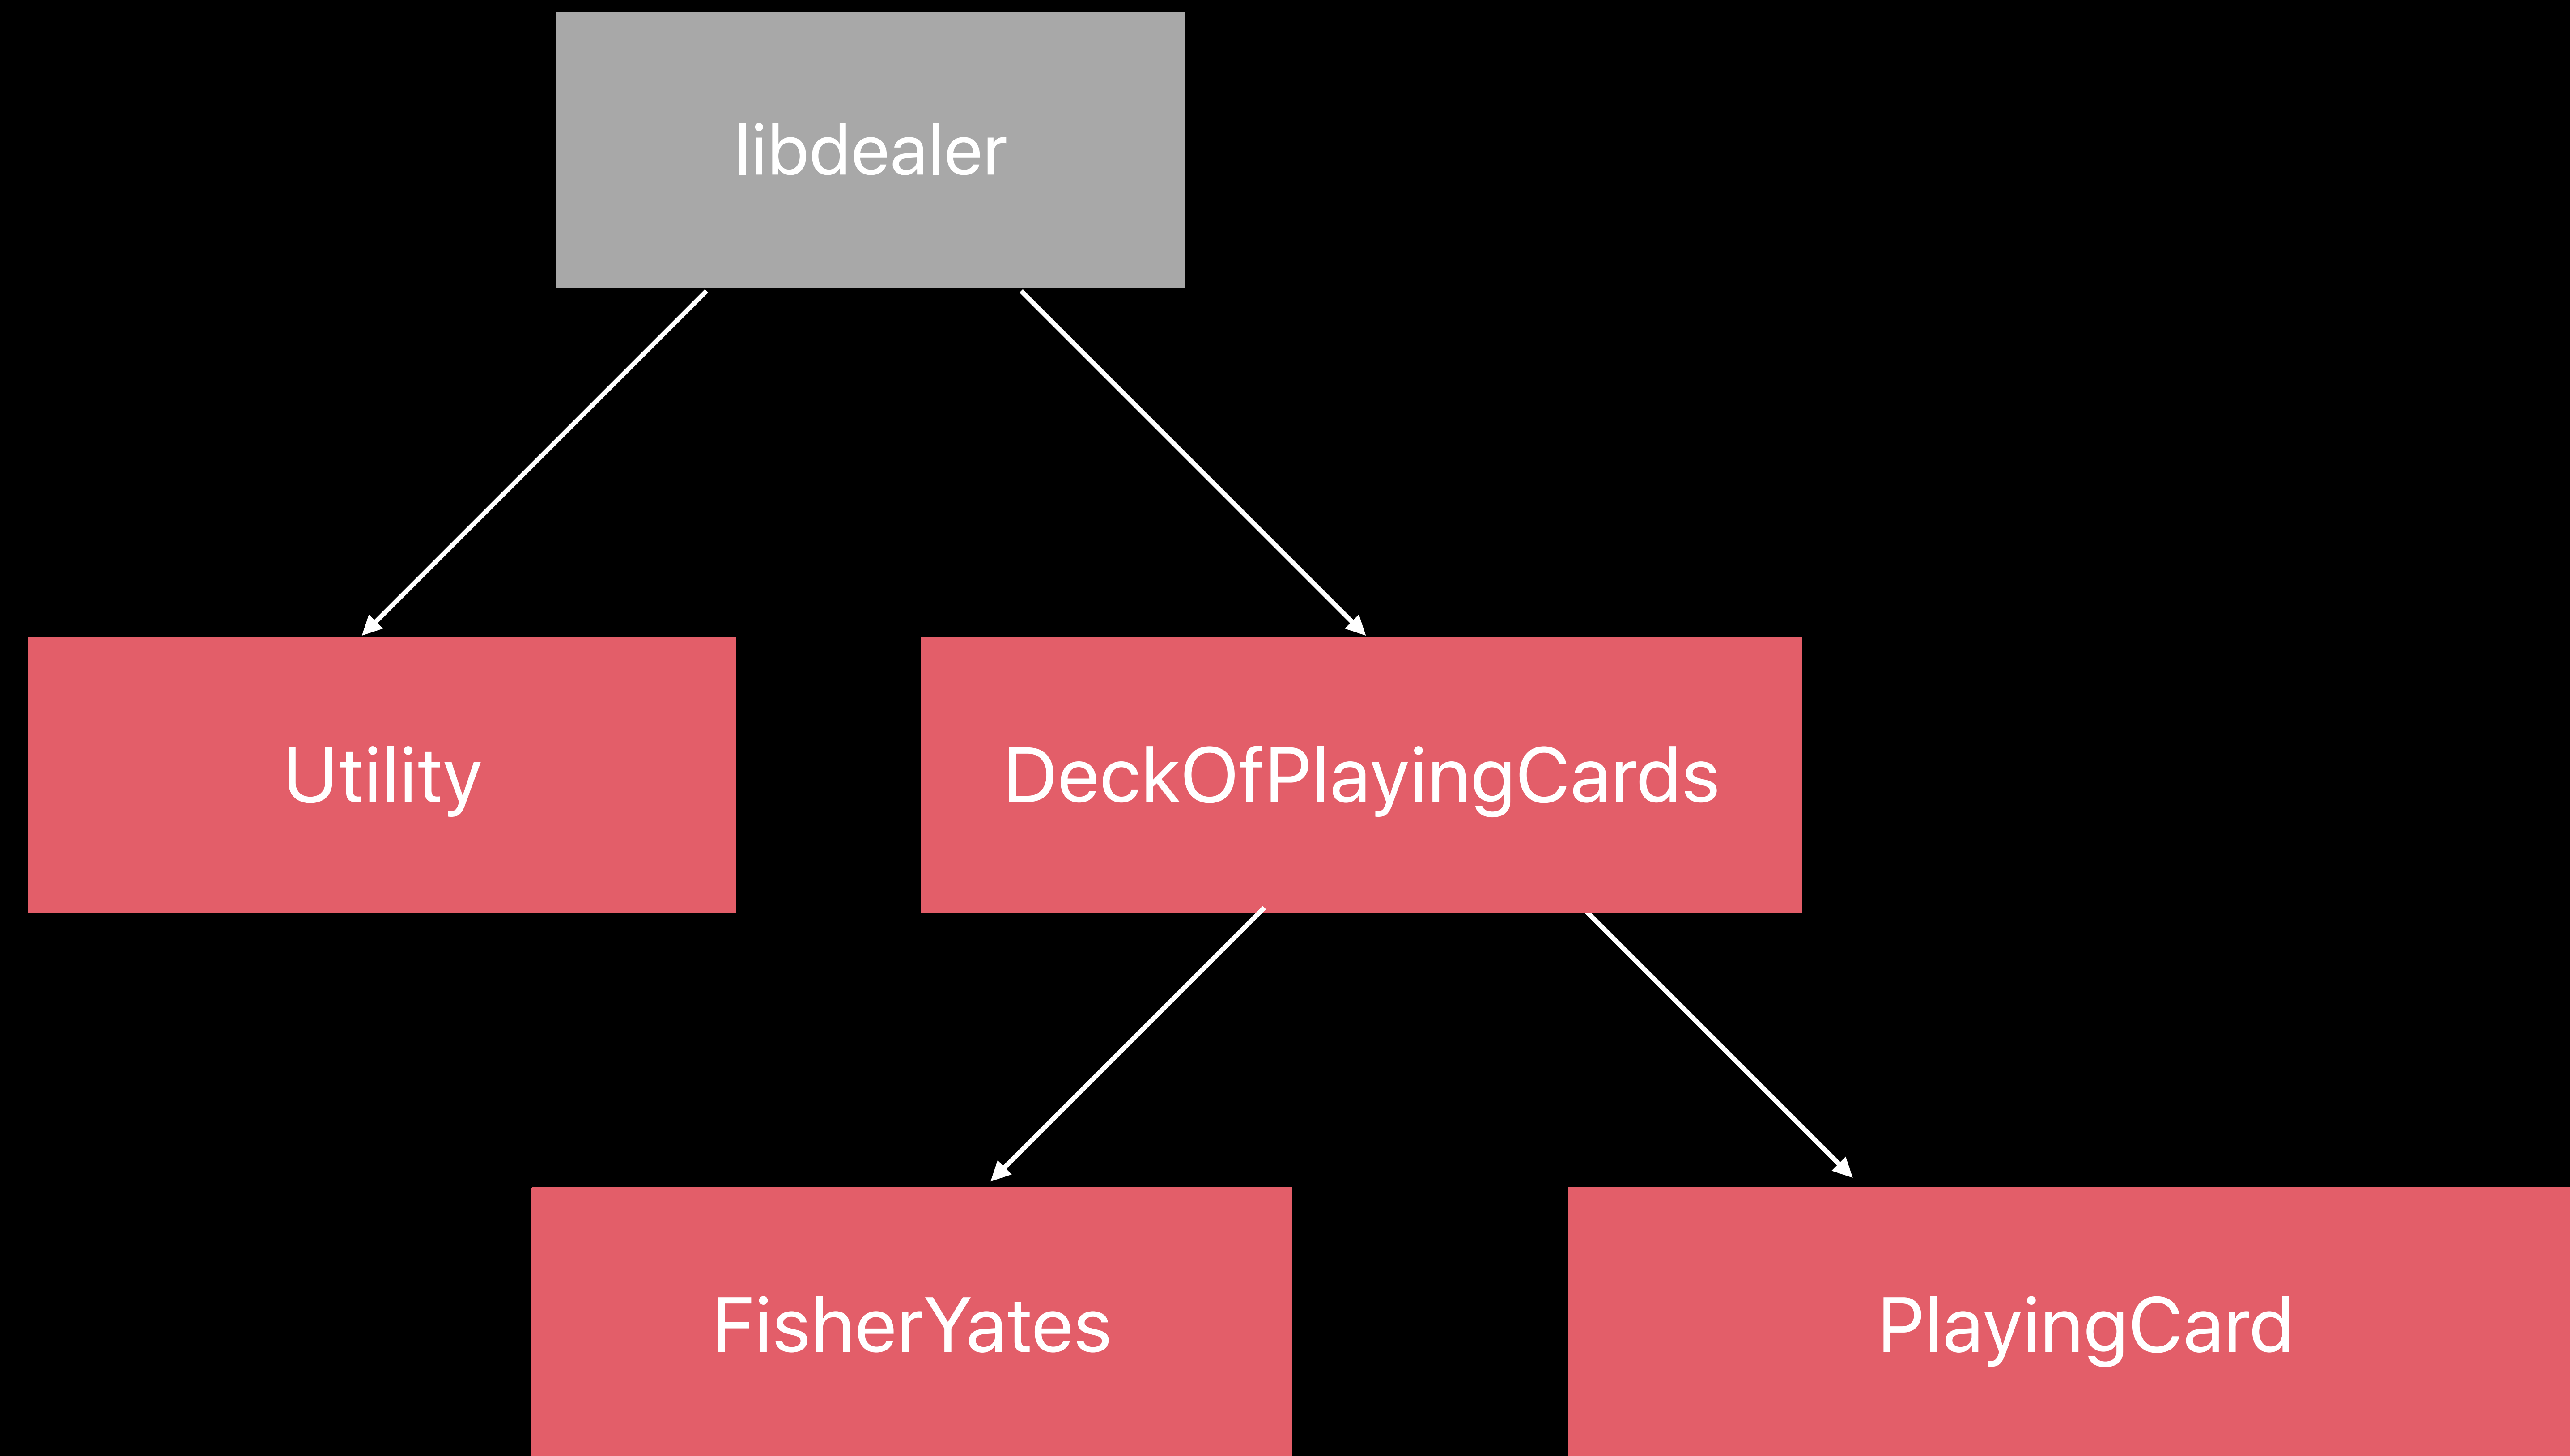 libdealer
Utility
DeckOfPlayingCards
FisherYates
PlayingCard